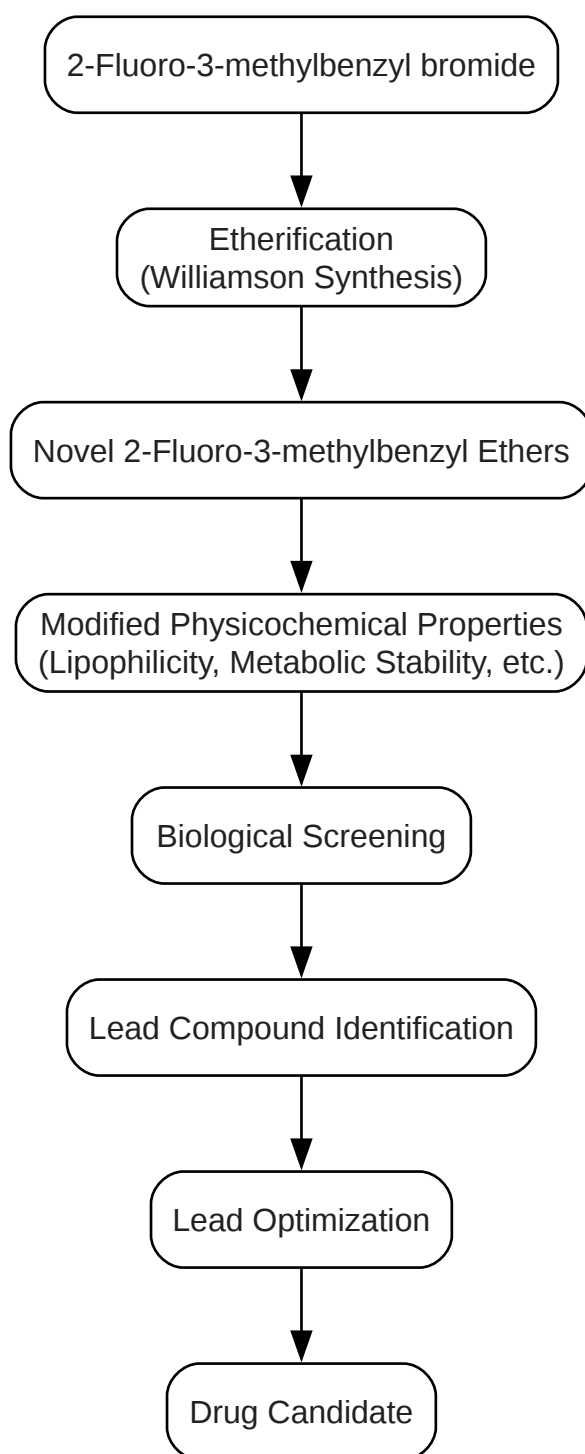 2-Fluoro-3-methylbenzyl bromide
Etherification
(Williamson Synthesis)
Novel 2-Fluoro-3-methylbenzyl Ethers
Modified Physicochemical Properties
(Lipophilicity, Metabolic Stability, etc.)
Biological Screening
Lead Compound Identification
Lead Optimization
Drug Candidate